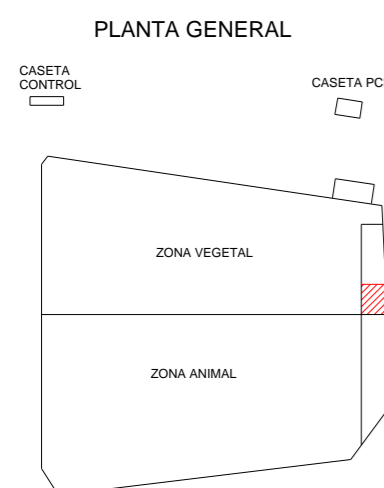 PLANTA GENERAL
CASETA
CONTROL
CASETA PC
ZONA VEGETAL
ZONA ANIMAL